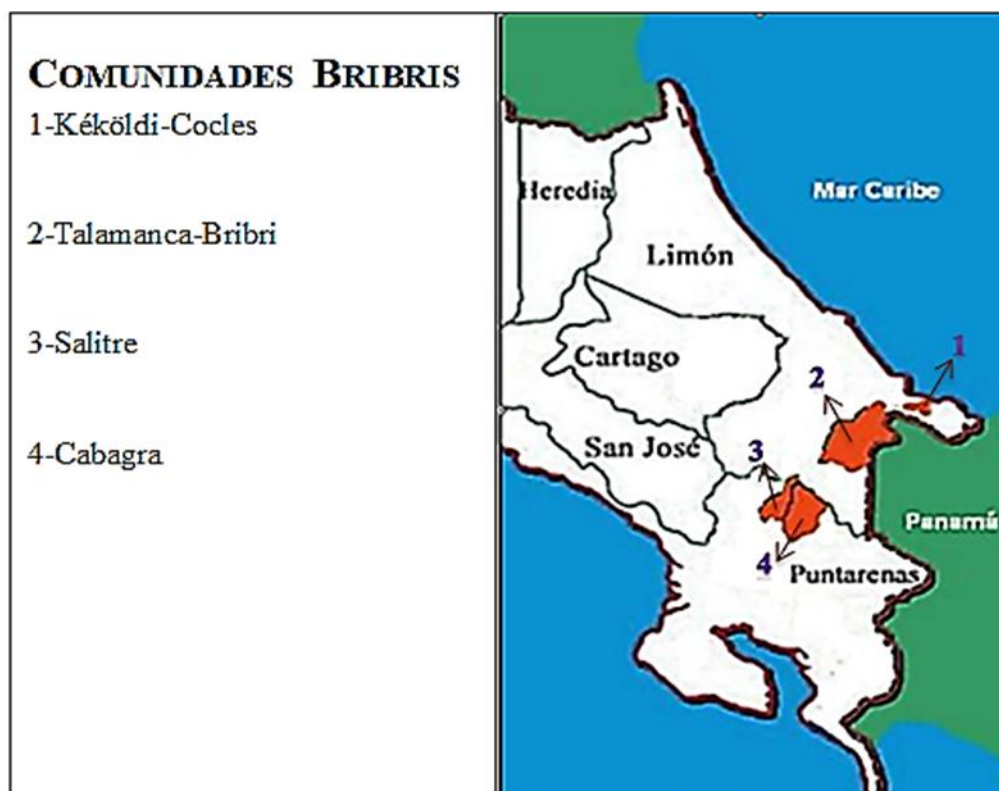 COMUNIDADES BRIBRIS
1-Kéköldi-Cocles
2-Talamanca-Bribri
3-Salitre
4-Cabagra
Heredia
Mar Caribe
Limón
1
Cartago
2
San José
3
Panamá
4
Puntarenas